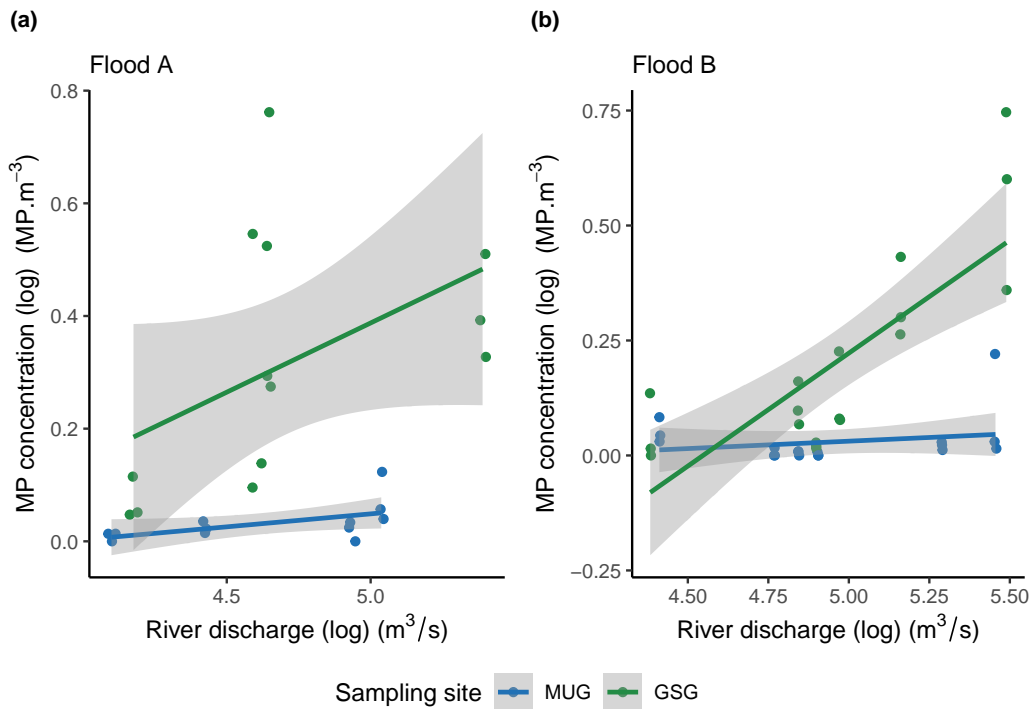 (a)
Flood A
MP concentration (log) (MP.m⁻³)
0.8
0.6
0.4
0.2
0.0
4.5 5.0
River discharge (log) (m³/s)
(b)
Flood B
MP concentration (log) (MP.m⁻³)
0.75
0.50
0.25
0.00
−0.25
4.50 4.75 5.00 5.25 5.50
River discharge (log) (m³/s)
Sampling site MUG GSG